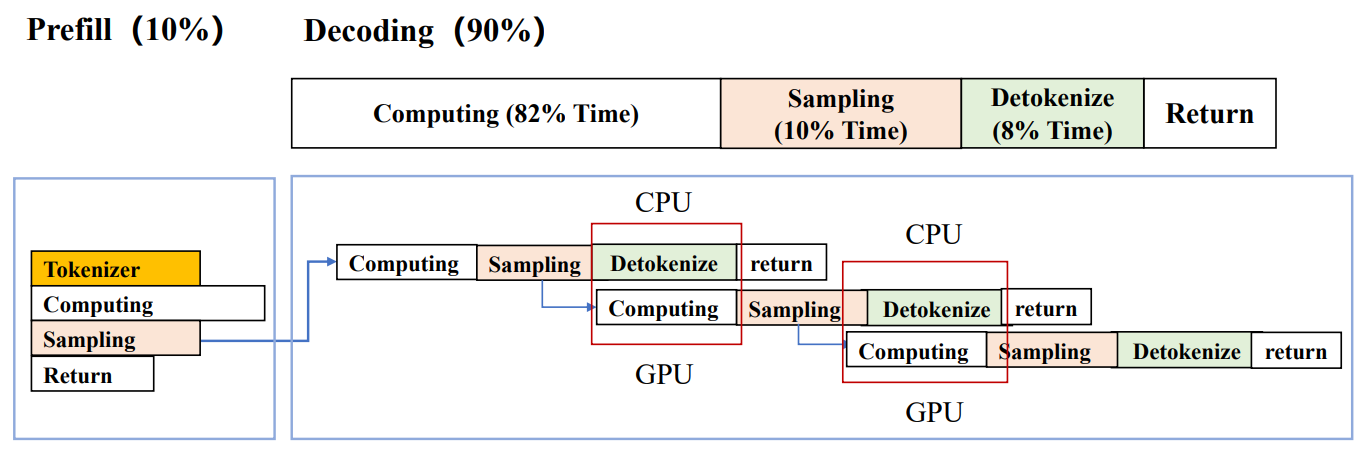 Prefill (10%)
Decoding (90%)
Computing (82% Time)
Sampling
(10% Time)
Detokenize
(8% Time)
Return
CPU
CPU
Tokenizer
Computing
Sampling
Return
Computing
Sampling
Detokenize
return
Computing
Sampling
Detokenize
return
Computing
Sampling
Detokenize
return
GPU
GPU